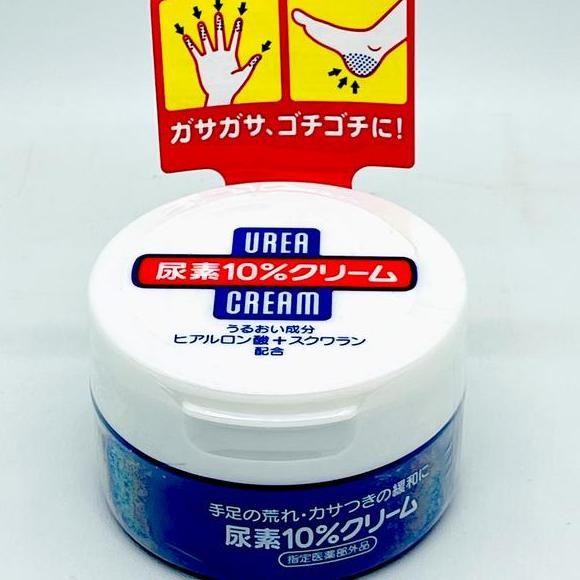 ガサガサ、ゴチゴチに!
UREA
尿素10%クリーム
CREAM
うるおい成分
ヒアルロン酸+スクワラン
配合
手足の荒れ・カサつきの緩和に
尿素10%クリーム
指定医薬部外品